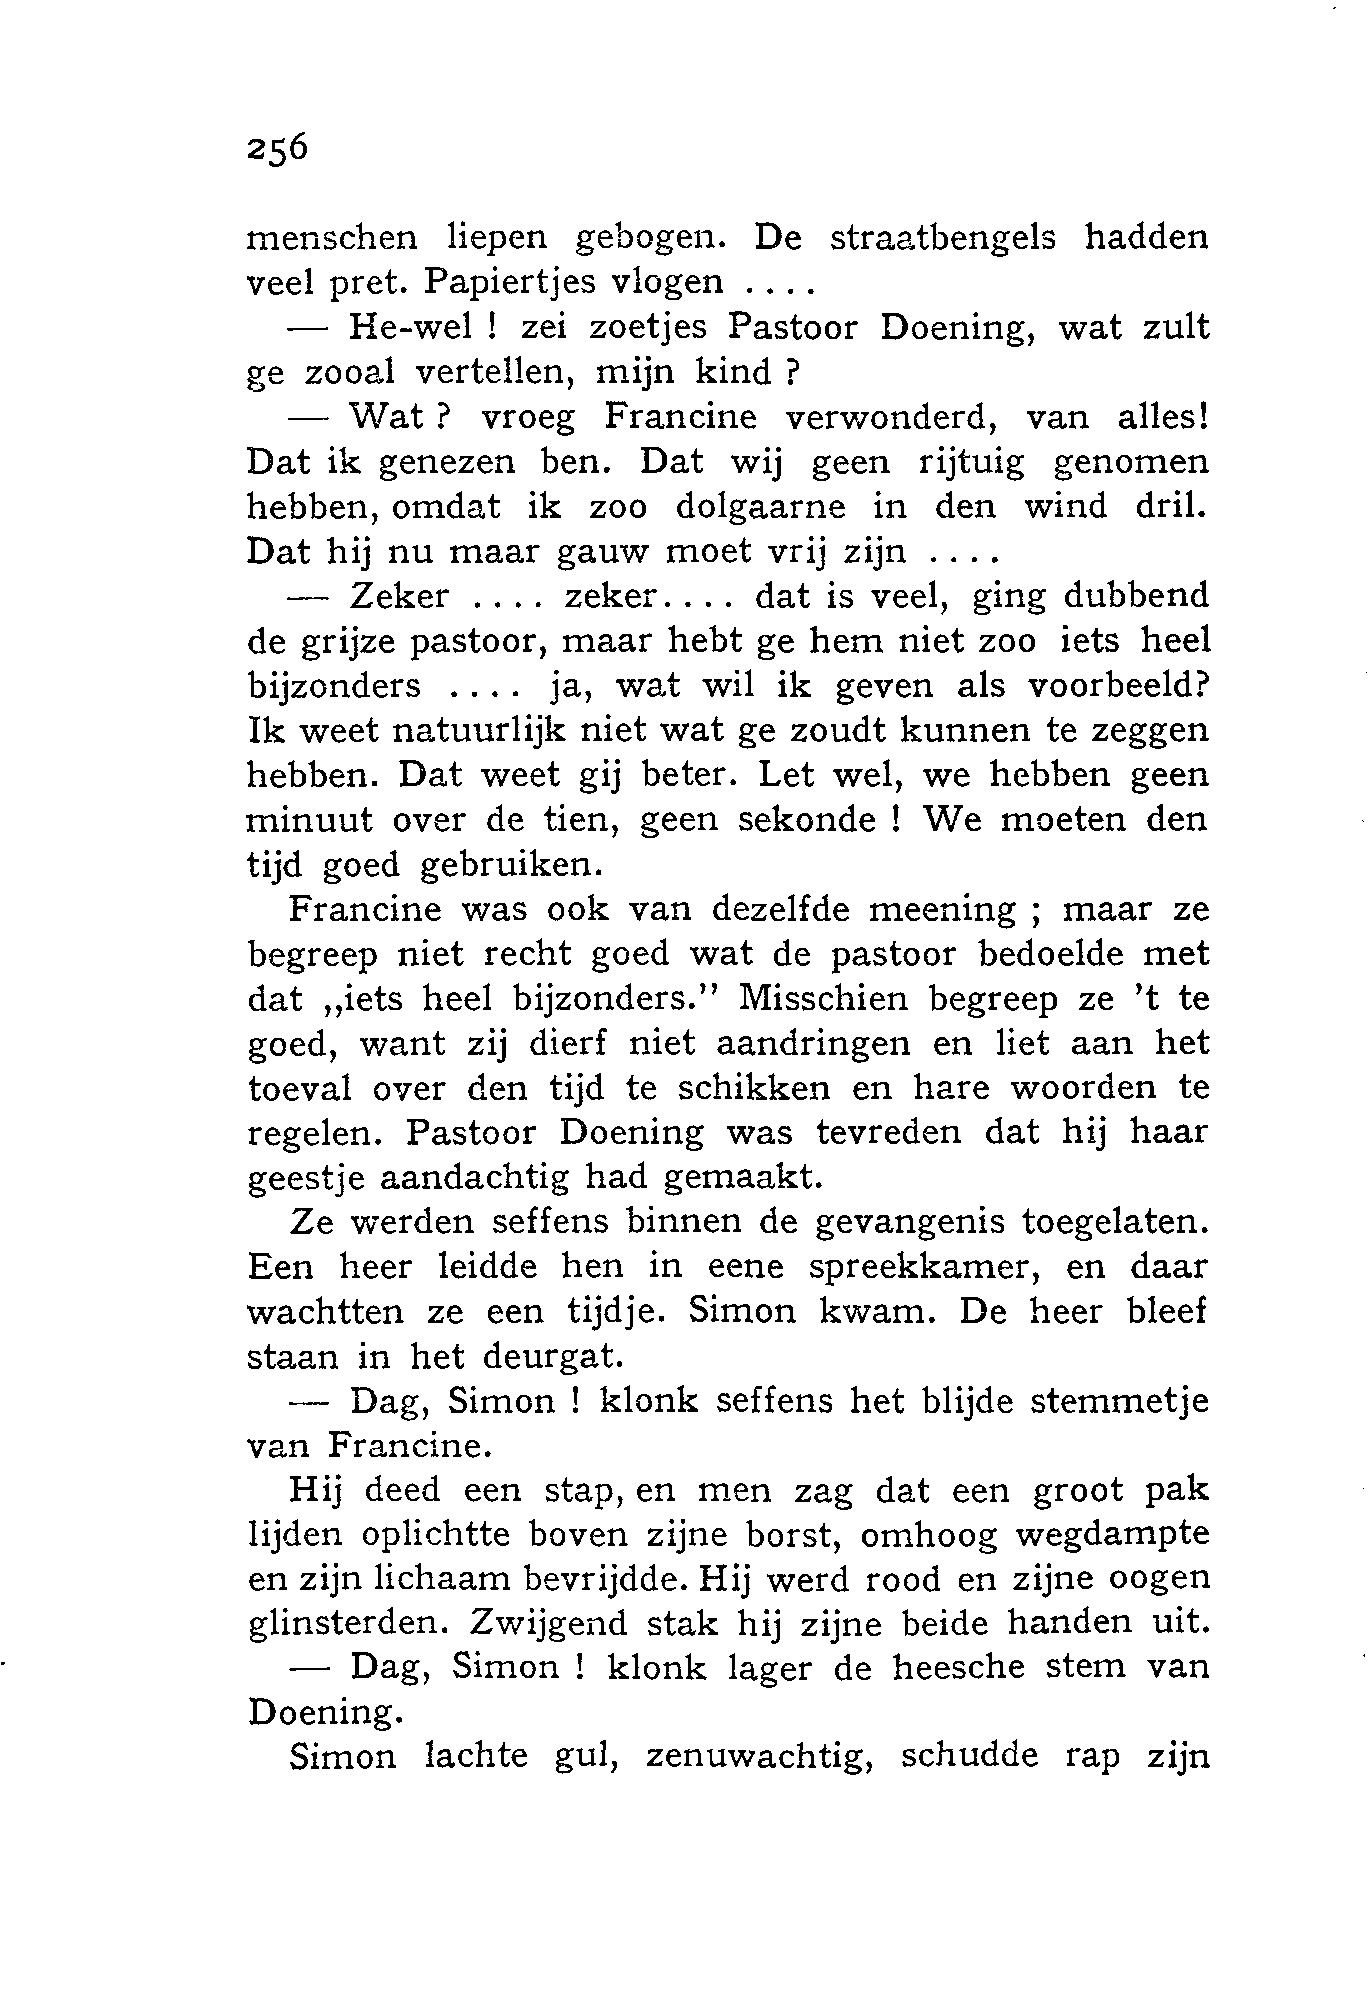 256
menschen liepen gebogen. De straatbengels hadden
veel pret. Papiertjes vlogen ....
— He-wel ! zei zoetjes Pastoor Doening, wat zult
ge zooal vertellen, mijn kind ?
— Wat ? vroeg Francine verwonderd, van alles!
Dat ik genezen ben. Dat wij geen rijtuig genomen
hebben, omdat ik zoo dolgaarne in den wind dril.
Dat hij nu maar gauw moet vrij zijn ....
— Zeker .... zeker.... dat is veel, ging dubbend
de grijze pastoor, maar hebt ge hem niet zoo iets heel
bijzonders .... ja, wat wil ik geven als voorbeeld?
Ik weet natuurlijk niet wat ge zoudt kunnen te zeggen
hebben. Dat weet gij beter. Let wel, we hebben geen
minuut over de tien, geen sekonde ! We moeten den
tijd goed gebruiken.
Francine was ook van dezelfde meening ; maar ze
begreep niet recht goed wat de pastoor bedoelde met
dat „iets heel bijzonders.” Misschien begreep ze 't te
goed, want zij dierf niet aandringen en liet aan het
toeval over den tijd te schikken en hare woorden te
regelen. Pastoor Doening was tevreden dat hij haar
geestje aandachtig had gemaakt.
Ze werden seffens binnen de gevangenis toegelaten.
Een heer leidde hen in eene spreekkamer, en daar
wachtten ze een tijdje. Simon kwam. De heer bleef
staan in het deurgat.
— Dag, Simon ! klonk seffens het blijde stemmetje
van Francine.
Hij deed een stap, en men zag dat een groot pak
lijden oplichtte boven zijne borst, omhoog wegdampte
en zijn lichaam bevrijdde. Hij werd rood en zijne oogen
glinsterden. Zwijgend stak hij zijne beide handen uit.
— Dag, Simon ! klonk lager de heesche stem van
Doening.
Simon lachte gul, zenuwachtig, schudde rap zijn